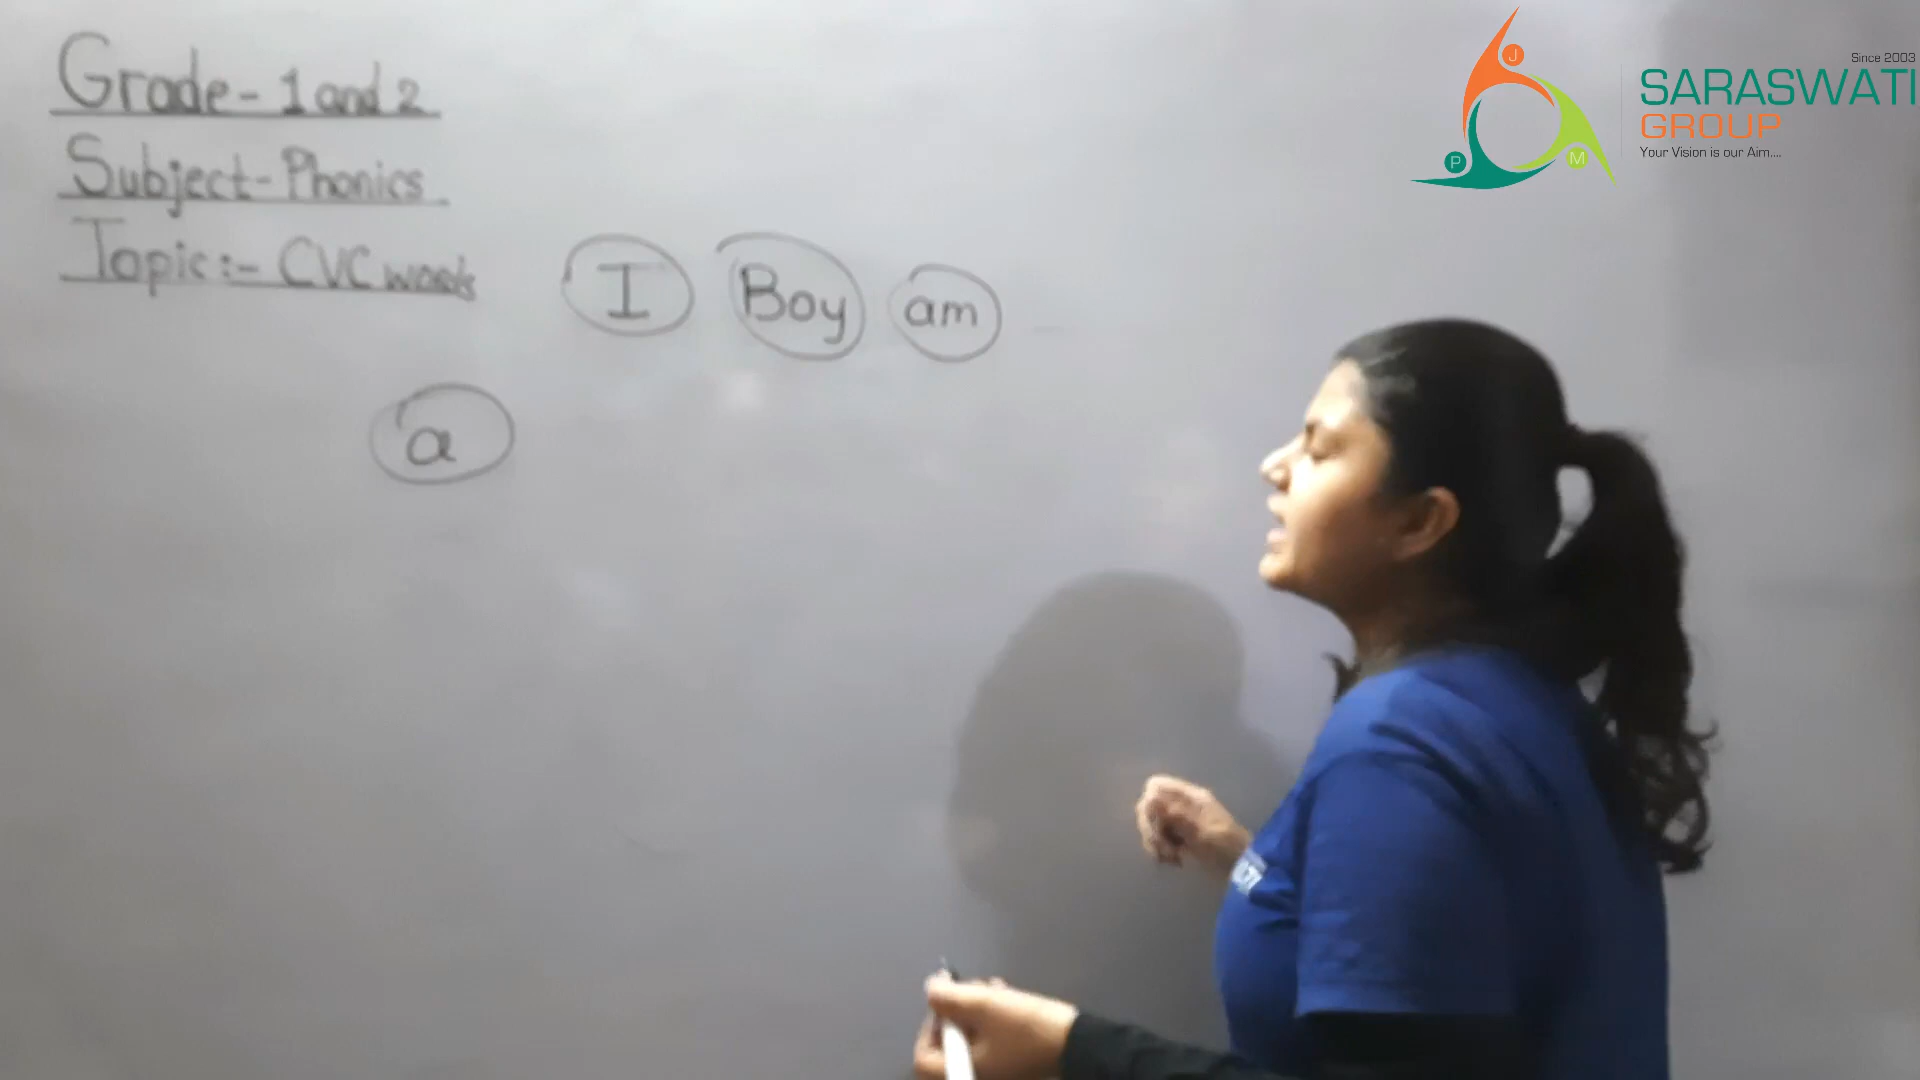 Grade - 1 and 2
Subject - Phonics
Topic :- CVC words
I Boy am
a
Since 2003
SARASWATI
GROUP
Your Vision is our Aim....
J
P
M